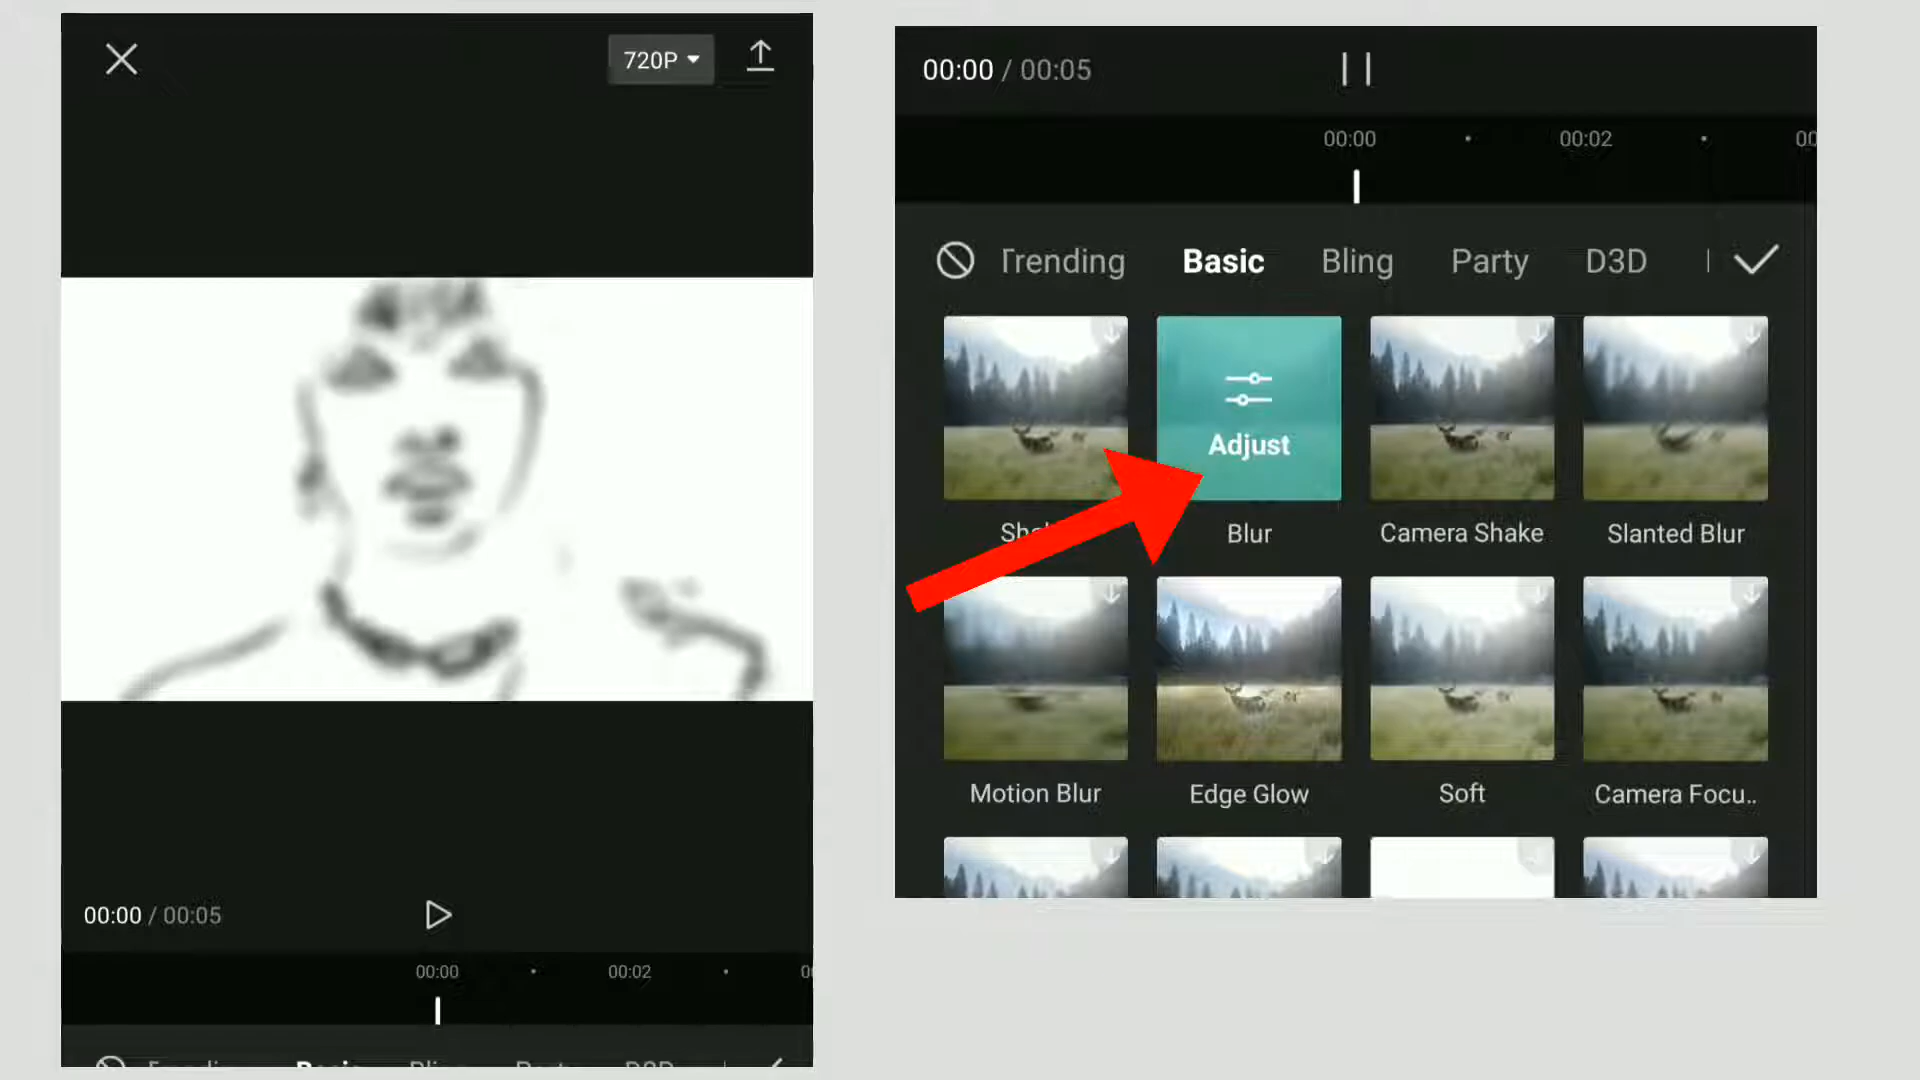 720P
00:00 / 00:05
00:00
00:02
00:00 / 00:05
00:00
00:02
00
Trending
Basic
Bling
Party
D3D
Adjust
Blur
Camera Shake
Slanted Blur
Motion Blur
Edge Glow
Soft
Camera Focu..